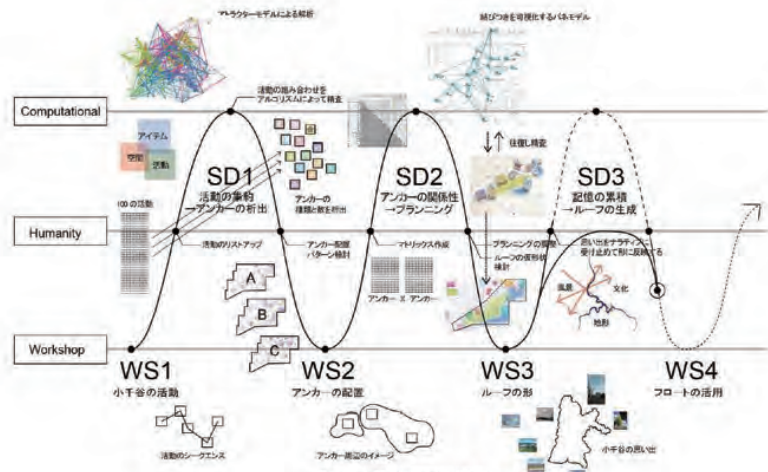 アトラクターモデルによる解析
結びつきを可視化するバネモデル
活動の組み合わせを
アルゴリズムによって精査
Computational
アイテム
空間
活動
往復し精査
SD1
活動の集約
→アンカーの析出
アンカーの
種類と数を析出
SD2
アンカーの関係性
→プランニング
SD3
記憶の累積
→ルーフの生成
100の活動
Humanity
活動のリストアップ
アンカー配置
パターン検討
マトリックス作成
プランニングの調整
ルーフの仮形状
検討
思い出をナラティブに
受け止めて形に反映する
アンカー X アンカー
A
B
C
風景
文化
地形
Workshop
WS1
小千谷の活動
WS2
アンカーの配置
WS3
ルーフの形
WS4
フロートの活用
活動のシークエンス
アンカー周辺のイメージ
小千谷の思い出